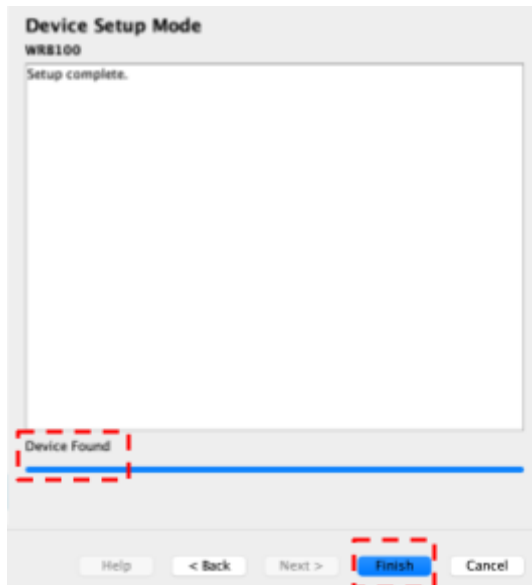 Device Setup Mode
WR8100
Setup complete.
Device Found
Help < Back Next > Finish Cancel